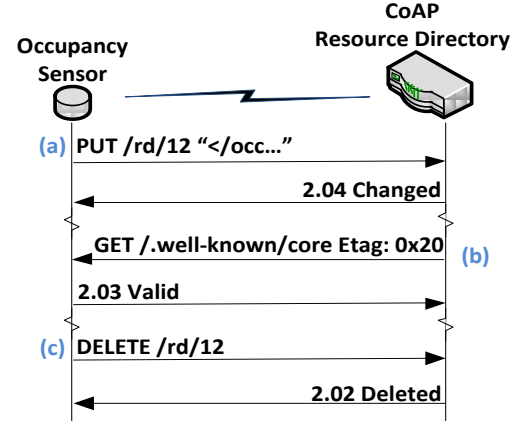 CoAP
Resource Directory
Occupancy
Sensor
(a) PUT /rd/12 “</occ...”
2.04 Changed
GET /.well-known/core Etag: 0x20 (b)
2.03 Valid
(c) DELETE /rd/12
2.02 Deleted